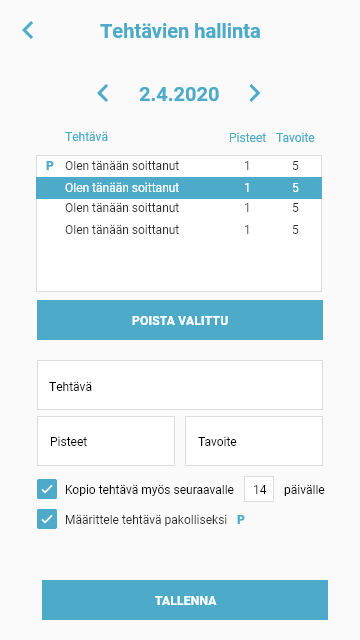 Tehtävien hallinta
2.4.2020
Tehtävä Pisteet Tavoite
P Olen tänään soittanut 1 5
Olen tänään soittanut 1 5
Olen tänään soittanut 1 5
Olen tänään soittanut 1 5
POISTA VALITTU
Tehtävä
Pisteet Tavoite
Kopio tehtävä myös seuraavalle 14 päivälle
Määrittele tehtävä pakolliseksi P
TALLENNA